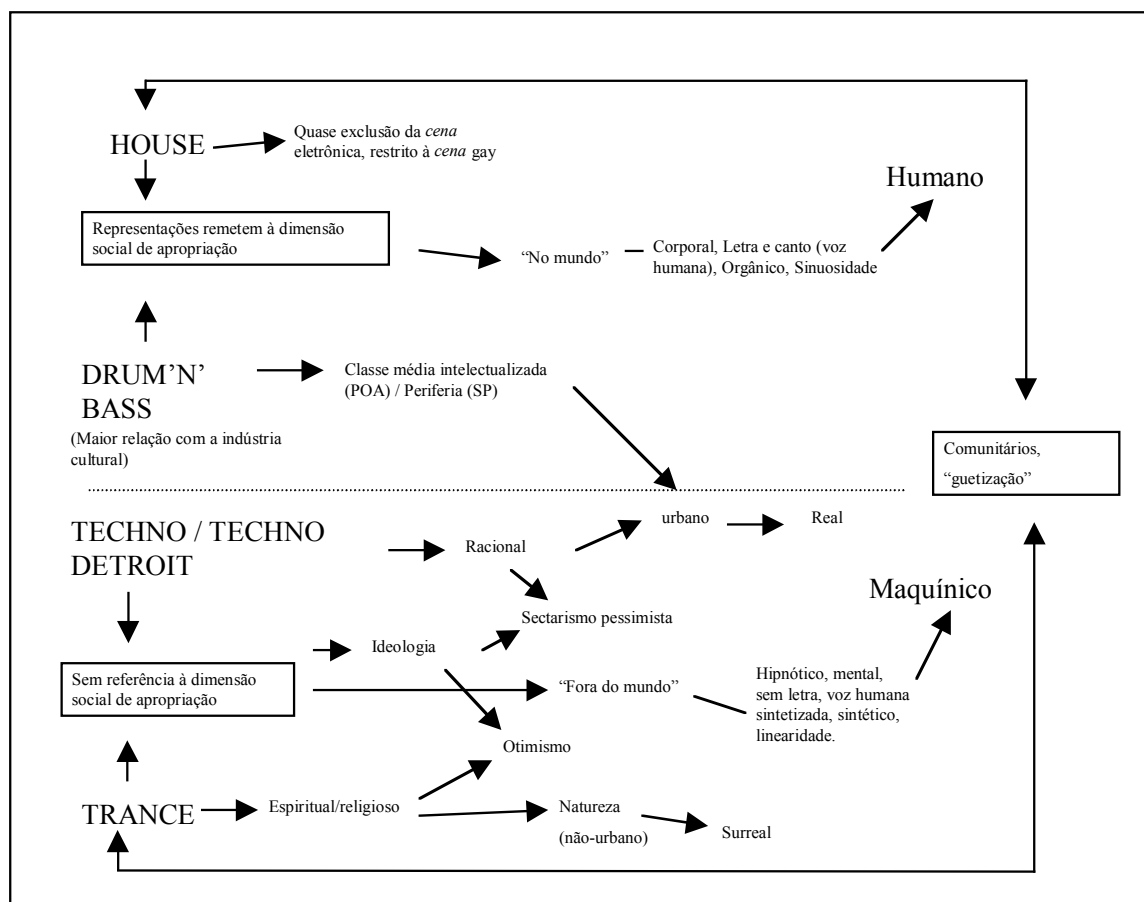 HOUSE
Quase exclusão da cena
eletrônica, restrito à cena gay
Humano
Representações remetem à dimensão
social de apropriação
“No mundo”
Corporal, Letra e canto (voz
humana), Orgânico, Sinuosidade
DRUM’N’
BASS
(Maior relação com a indústria
cultural)
Classe média intelectualizada
(POA) / Periferia (SP)
Comunitários,
“guetização”
TECHNO / TECHNO
DETROIT
Racional
urbano
Real
Sectarismo pessimista
Maquínico
Ideologia
Sem referência à dimensão
social de apropriação
“Fora do mundo”
Hipnótico, mental,
sem letra, voz humana
sintetizada, sintético,
linearidade.
Otimismo
TRANCE
Espiritual/religioso
Natureza
(não-urbano)
Surreal